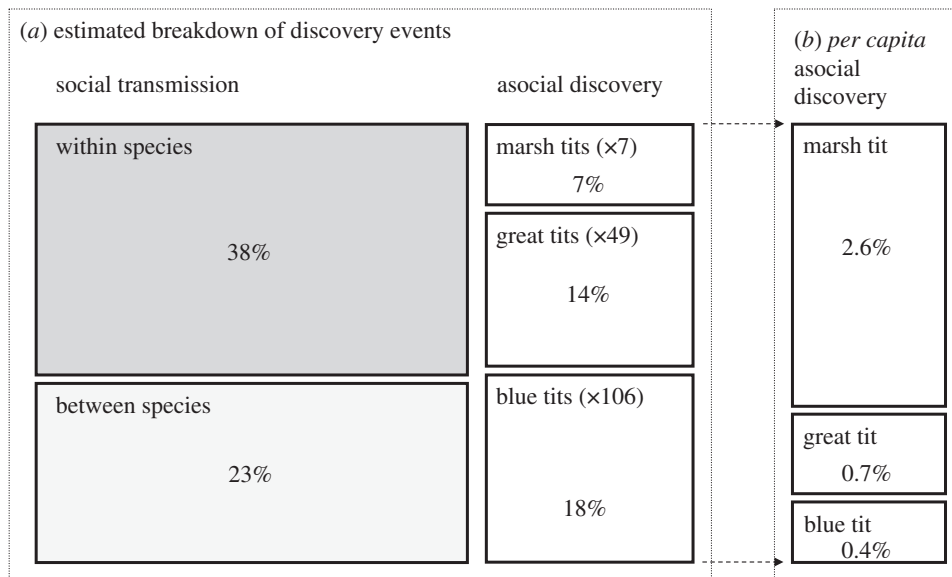 (a) estimated breakdown of discovery events
social transmission
asocial discovery
within species
38%
between species
23%
marsh tits (×7)
7%
great tits (×49)
14%
blue tits (×106)
18%
(b) per capita
asocial
discovery
marsh tit
2.6%
great tit
0.7%
blue tit
0.4%